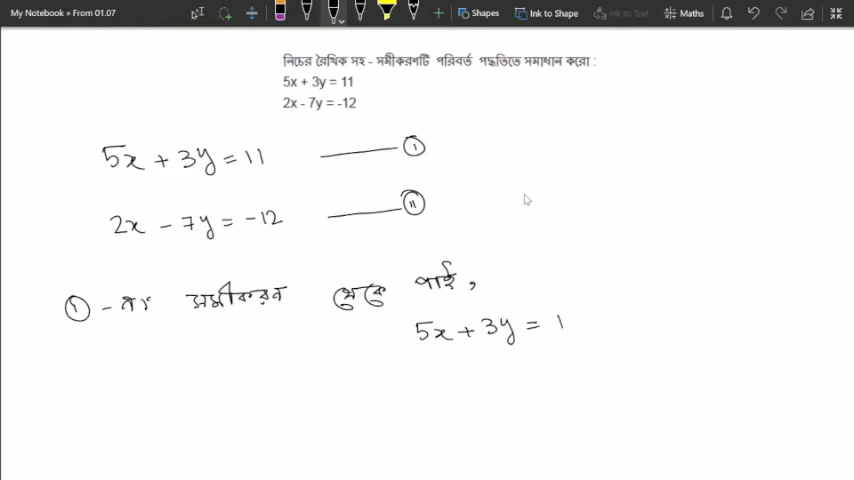 My Notebook » From 01.07
Shapes Ink to Shape Ink to Text Maths
নিচের রৈখিক সহ - সমীকরণটি পরিবর্ত পদ্ধতিতে সমাধান করো :
5x + 3y = 11
2x - 7y = -12
5x + 3y = 11 ——— (i)
2x - 7y = -12 ——— (ii)
(i) - নং সমীকরন থেকে পাই,
5x + 3y = 1